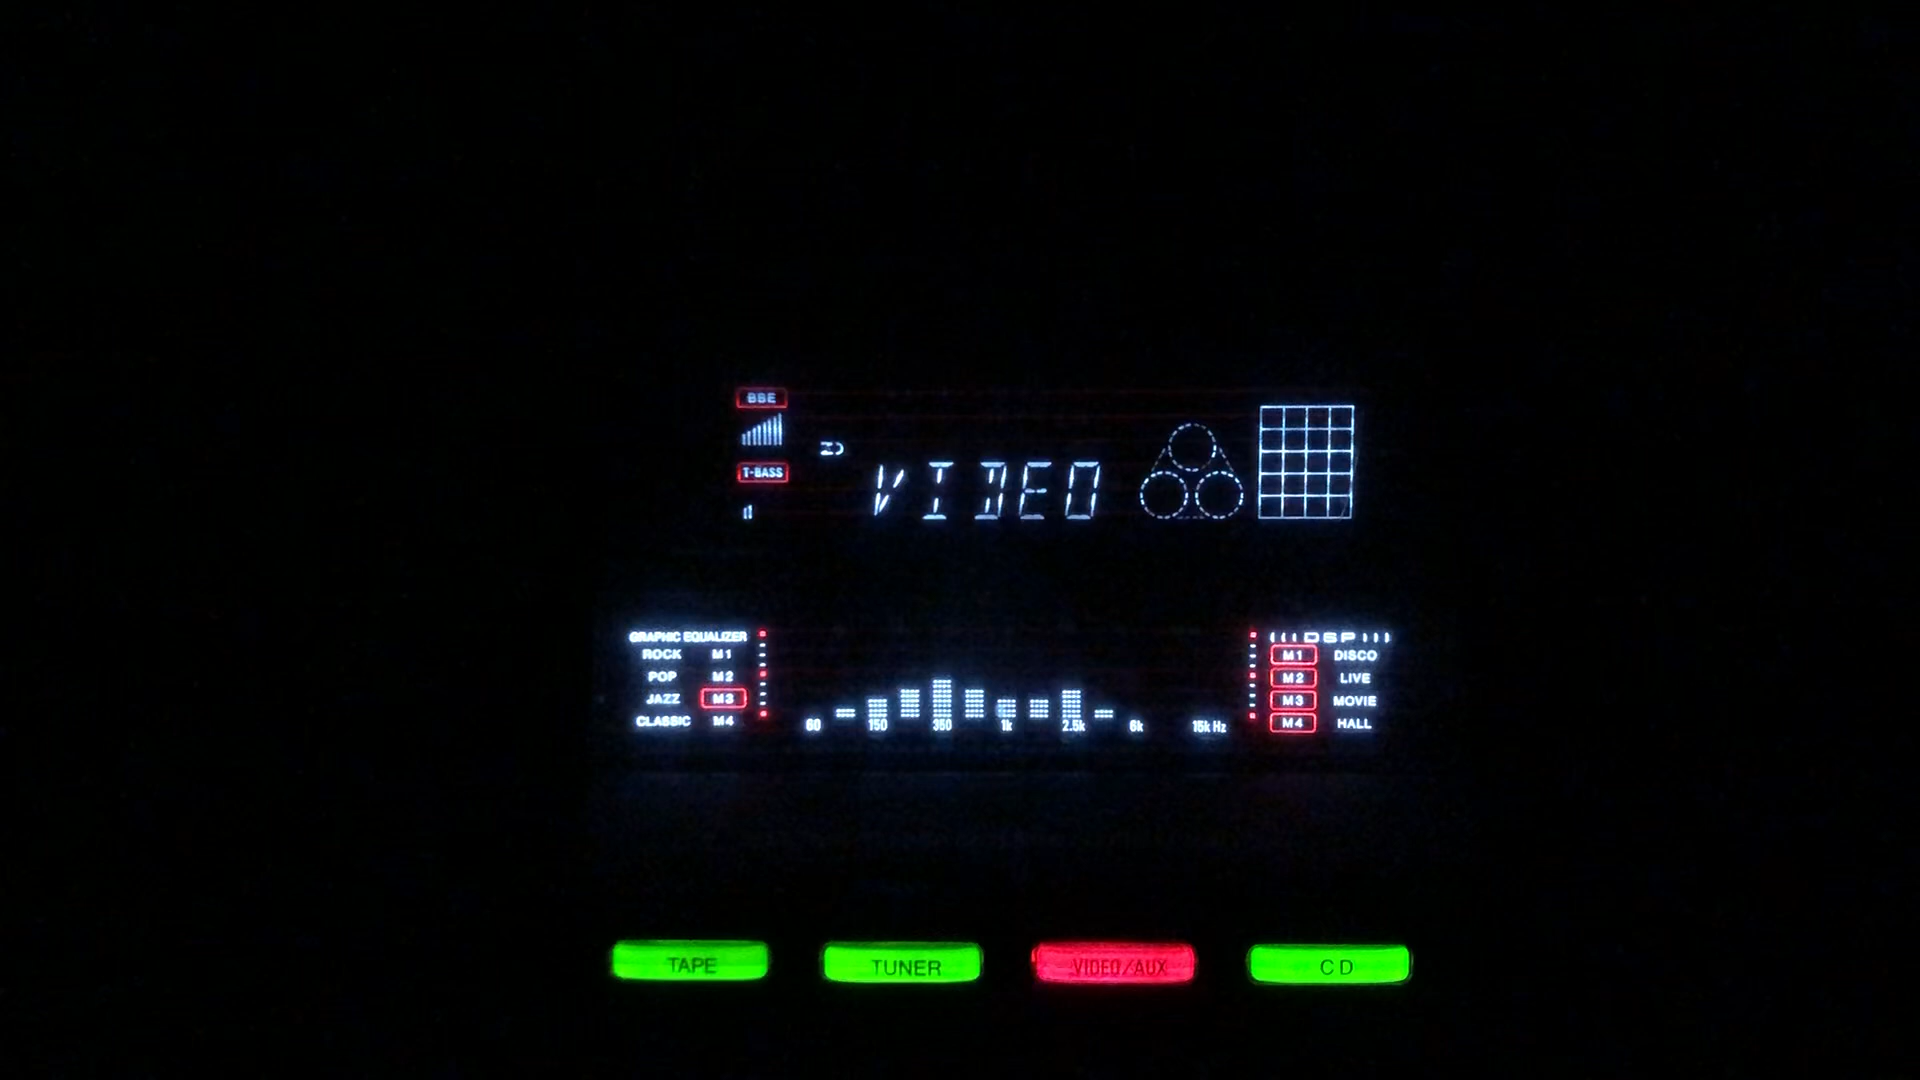 BBE
T-BASS
VIDEO
GRAPHIC EQUALIZER
ROCK M1
POP M2
JAZZ M3
CLASSIC M4
60 150 350 1k 2.5k 6k 15k Hz
DSP
M1 DISCO
M2 LIVE
M3 MOVIE
M4 HALL
TAPE
TUNER
VIDEO/AUX
CD